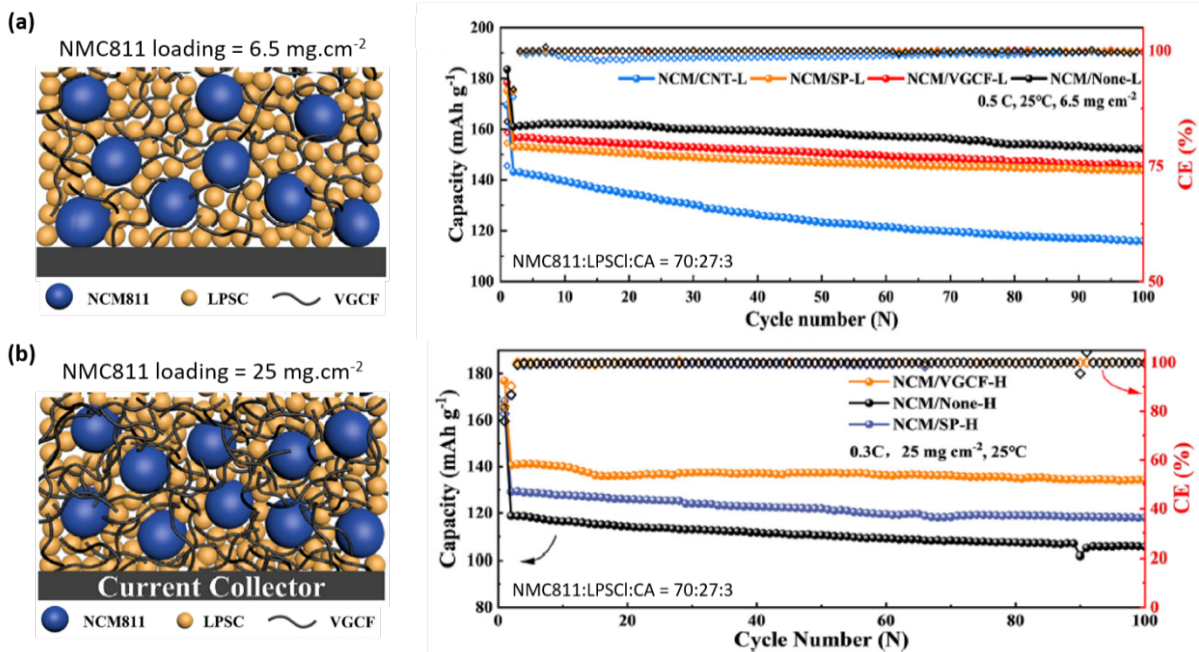 (a)
NMC811 loading = 6.5 mg.cm⁻²
NCM811 LPSC VGCF
200
180
160
140
120
100
Capacity (mAh g⁻¹)
NCM/CNT-L NCM/SP-L NCM/VGCF-L NCM/None-L
0.5 C, 25℃, 6.5 mg cm⁻²
NMC811:LPSCl:CA = 70:27:3
100
75
50
CE (%)
0 10 20 30 40 50 60 70 80 90 100
Cycle number (N)
(b)
NMC811 loading = 25 mg.cm⁻²
Current Collector
NCM811 LPSC VGCF
180
160
140
120
100
80
Capacity (mAh g⁻¹)
NCM/VGCF-H
NCM/None-H
NCM/SP-H
0.3C, 25 mg cm⁻², 25℃
NMC811:LPSCl:CA = 70:27:3
100
80
60
40
20
0
CE (%)
20 40 60 80 100
Cycle Number (N)